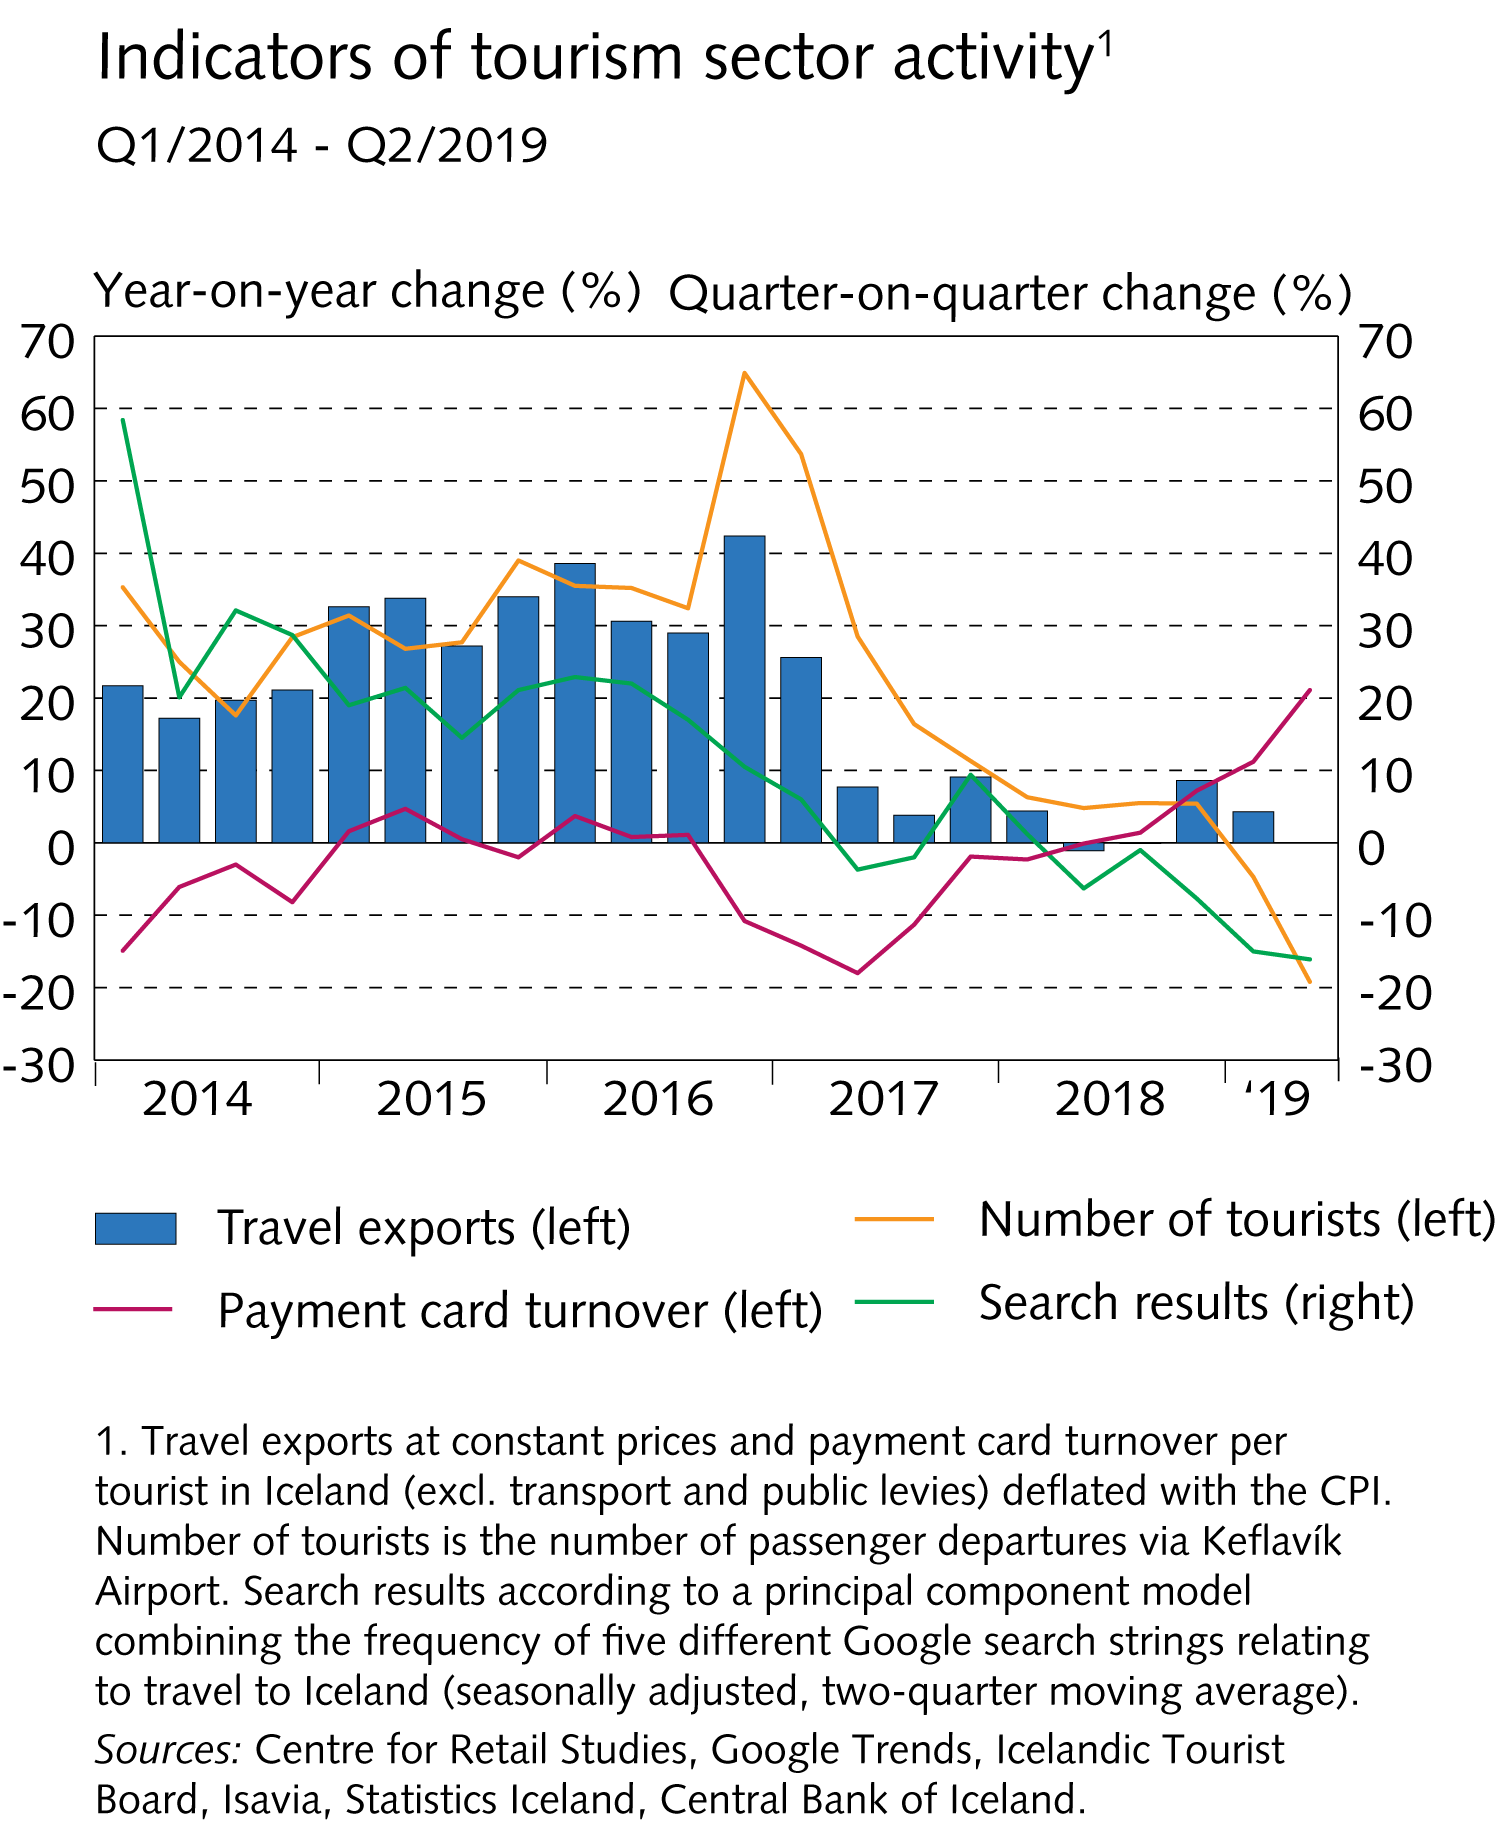 Indicators of tourism sector activity¹
Q1/2014 - Q2/2019
Year-on-year change (%) Quarter-on-quarter change (%)
70 70
60 60
50 50
40 40
30 30
20 20
10 10
0 0
-10 -10
-20 -20
-30 -30
2014 2015 2016 2017 2018 ‘19
Travel exports (left) Number of tourists (left)
Payment card turnover (left) Search results (right)
1. Travel exports at constant prices and payment card turnover per
tourist in Iceland (excl. transport and public levies) deflated with the CPI.
Number of tourists is the number of passenger departures via Keflavík
Airport. Search results according to a principal component model
combining the frequency of five different Google search strings relating
to travel to Iceland (seasonally adjusted, two-quarter moving average).
Sources: Centre for Retail Studies, Google Trends, Icelandic Tourist
Board, Isavia, Statistics Iceland, Central Bank of Iceland.